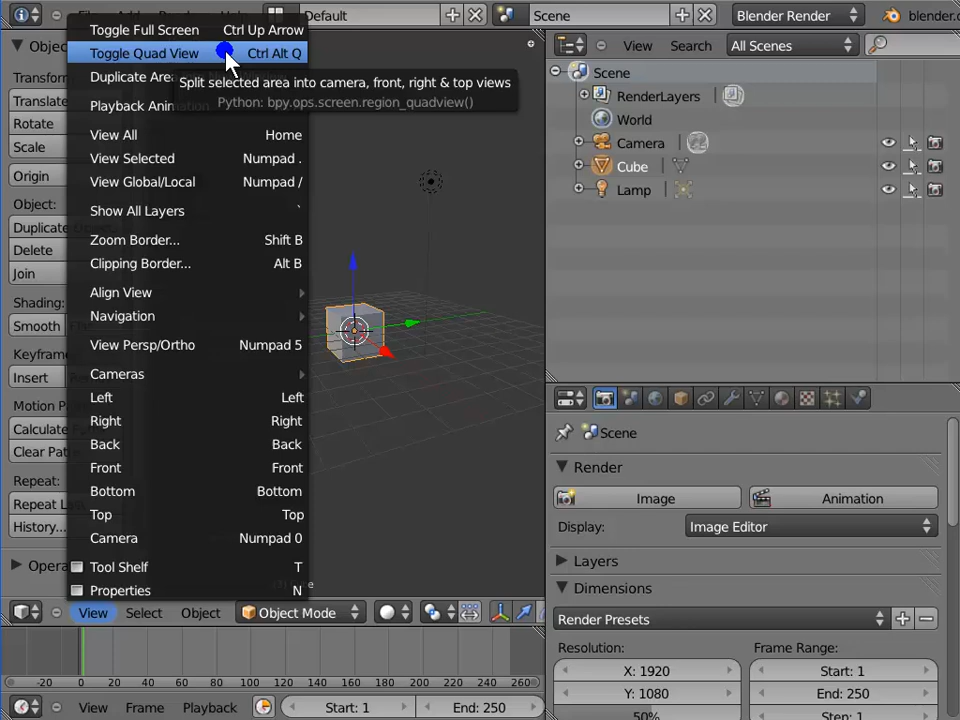 Default
Scene
Blender Render
blender.
Toggle Full Screen Ctrl Up Arrow
Toggle Quad View Ctrl Alt Q
Split selected area into camera, front, right & top views
Python: bpy.ops.screen.region_quadview()
Duplicate
Playback
View All Home
View Selected Numpad .
View Global/Local Numpad /
Show All Layers `
Zoom Border... Shift B
Clipping Border... Alt B
Align View
Navigation
View Persp/Ortho Numpad 5
Cameras
Left Left
Right Right
Back Back
Front Front
Bottom Bottom
Top Top
Camera Numpad 0
Tool Shelf T
Properties N
Transform
Translate
Rotate
Scale
Origin
Object:
Delete
Join
Shading:
Smooth
Keyframe
Insert
Motion
Calculate
Clear
Repeat:
Repeat
History...
View Select Object Object Mode
-20 0 20 40 60 80 100 120 140 160 180 200 220 240 260
View Frame Playback Start: 1 End: 250
View Search All Scenes
Scene
RenderLayers
World
Camera
Cube
Lamp
Scene
Render
Image Animation
Display: Image Editor
Layers
Dimensions
Render Presets
Resolution: Frame Range:
X: 1920 Start: 1
Y: 1080 End: 250
50% Step: 1